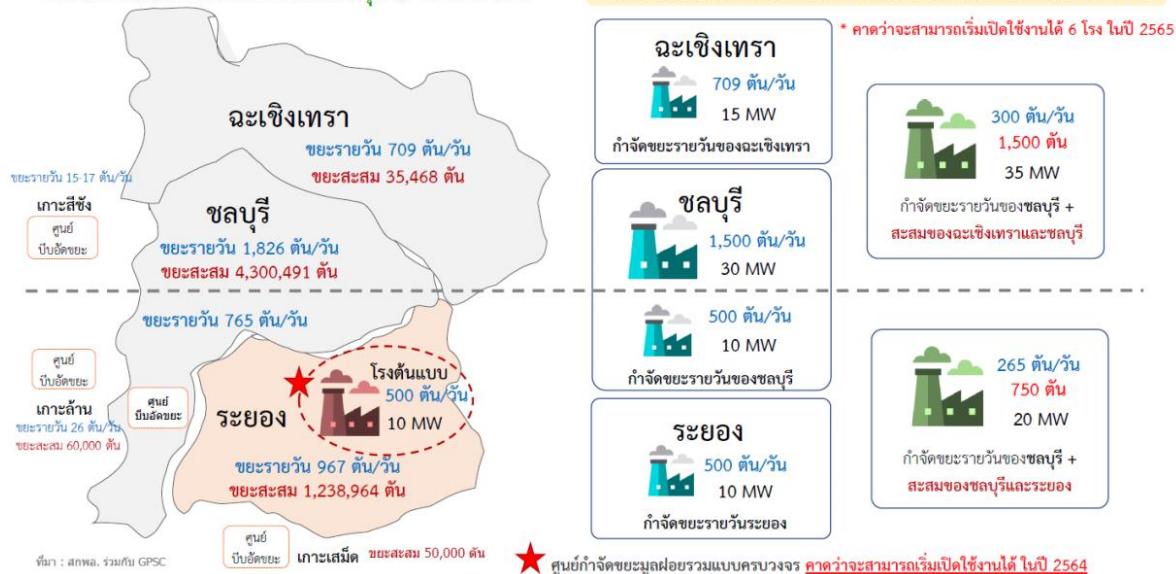 * คาดว่าจะสามารถเริ่มเปิดใช้งานได้ 6 โรง ในปี 2565
ฉะเชิงเทรา
ขยะรายวัน 709 ตัน/วัน
ขยะสะสม 35,468 ตัน
ขยะรายวัน 15-17 ตัน/วัน
เกาะสีชัง
ศูนย์
บีบอัดขยะ
ชลบุรี
ขยะรายวัน 1,826 ตัน/วัน
ขยะสะสม 4,300,491 ตัน
ขยะรายวัน 765 ตัน/วัน
ศูนย์
บีบอัดขยะ
เกาะล้าน
ขยะรายวัน 26 ตัน/วัน
ขยะสะสม 60,000 ตัน
ศูนย์
บีบอัดขยะ
โรงต้นแบบ
500 ตัน/วัน
10 MW
ระยอง
ขยะรายวัน 967 ตัน/วัน
ขยะสะสม 1,238,964 ตัน
ศูนย์
บีบอัดขยะ
เกาะเสม็ด
ขยะสะสม 50,000 ตัน
ที่มา : สกพอ. ร่วมกับ GPSC
ฉะเชิงเทรา
709 ตัน/วัน
15 MW
กำจัดขยะรายวันของฉะเชิงเทรา
ชลบุรี
1,500 ตัน/วัน
30 MW
500 ตัน/วัน
10 MW
กำจัดขยะรายวันของชลบุรี
ระยอง
500 ตัน/วัน
10 MW
กำจัดขยะรายวันระยอง
300 ตัน/วัน
1,500 ตัน
35 MW
กำจัดขยะรายวันของชลบุรี +
สะสมของฉะเชิงเทราและชลบุรี
265 ตัน/วัน
750 ตัน
20 MW
กำจัดขยะรายวันของชลบุรี +
สะสมของชลบุรีและระยอง
ศูนย์กำจัดขยะมูลฝอยรวมแบบครบวงจร คาดว่าจะสามารถเริ่มเปิดใช้งานได้ ในปี 2564